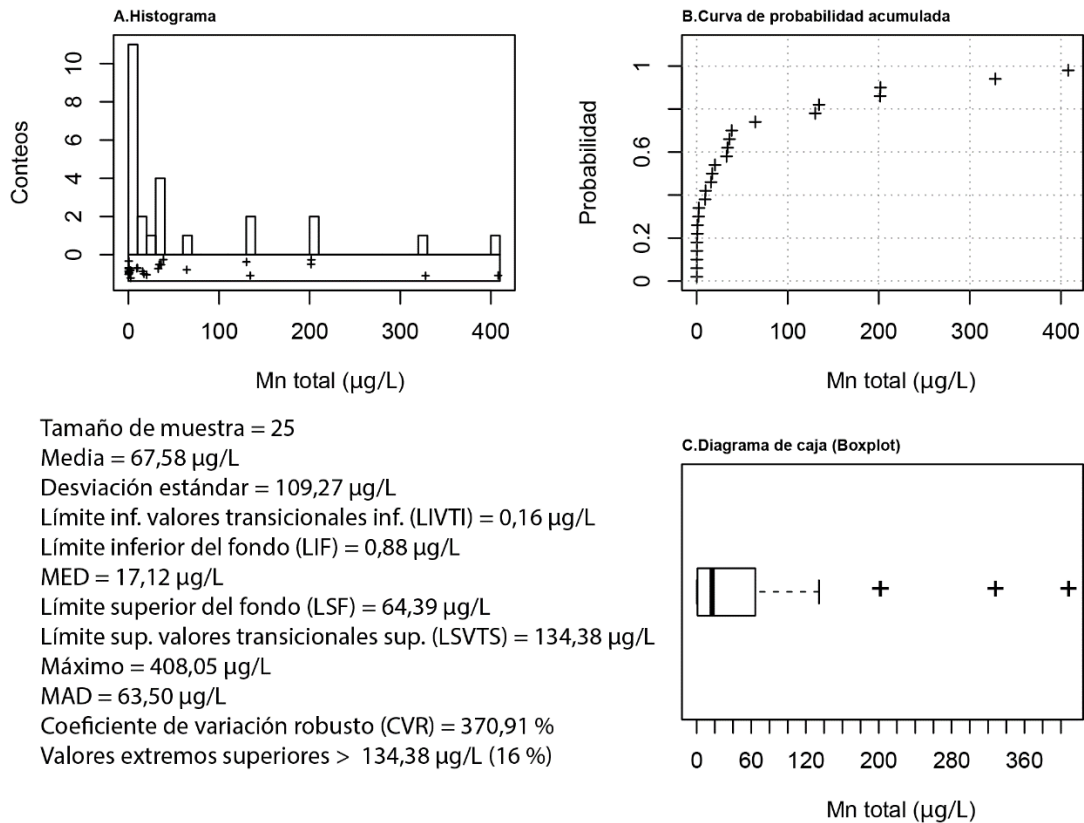 A.Histograma
Conteos
10
8
6
4
2
0
0 100 200 300 400
Mn total (µg/L)
B.Curva de probabilidad acumulada
Probabilidad
1
0.6
0.2
0
0 100 200 300 400
Mn total (µg/L)
Tamaño de muestra = 25
Media = 67,58 µg/L
Desviación estándar = 109,27 µg/L
Límite inf. valores transicionales inf. (LIVTI) = 0,16 µg/L
Límite inferior del fondo (LIF) = 0,88 µg/L
MED = 17,12 µg/L
Límite superior del fondo (LSF) = 64,39 µg/L
Límite sup. valores transicionales sup. (LSVTS) = 134,38 µg/L
Máximo = 408,05 µg/L
MAD = 63,50 µg/L
Coeficiente de variación robusto (CVR) = 370,91 %
Valores extremos superiores > 134,38 µg/L (16 %)
C.Diagrama de caja (Boxplot)
0 60 120 200 280 360
Mn total (µg/L)